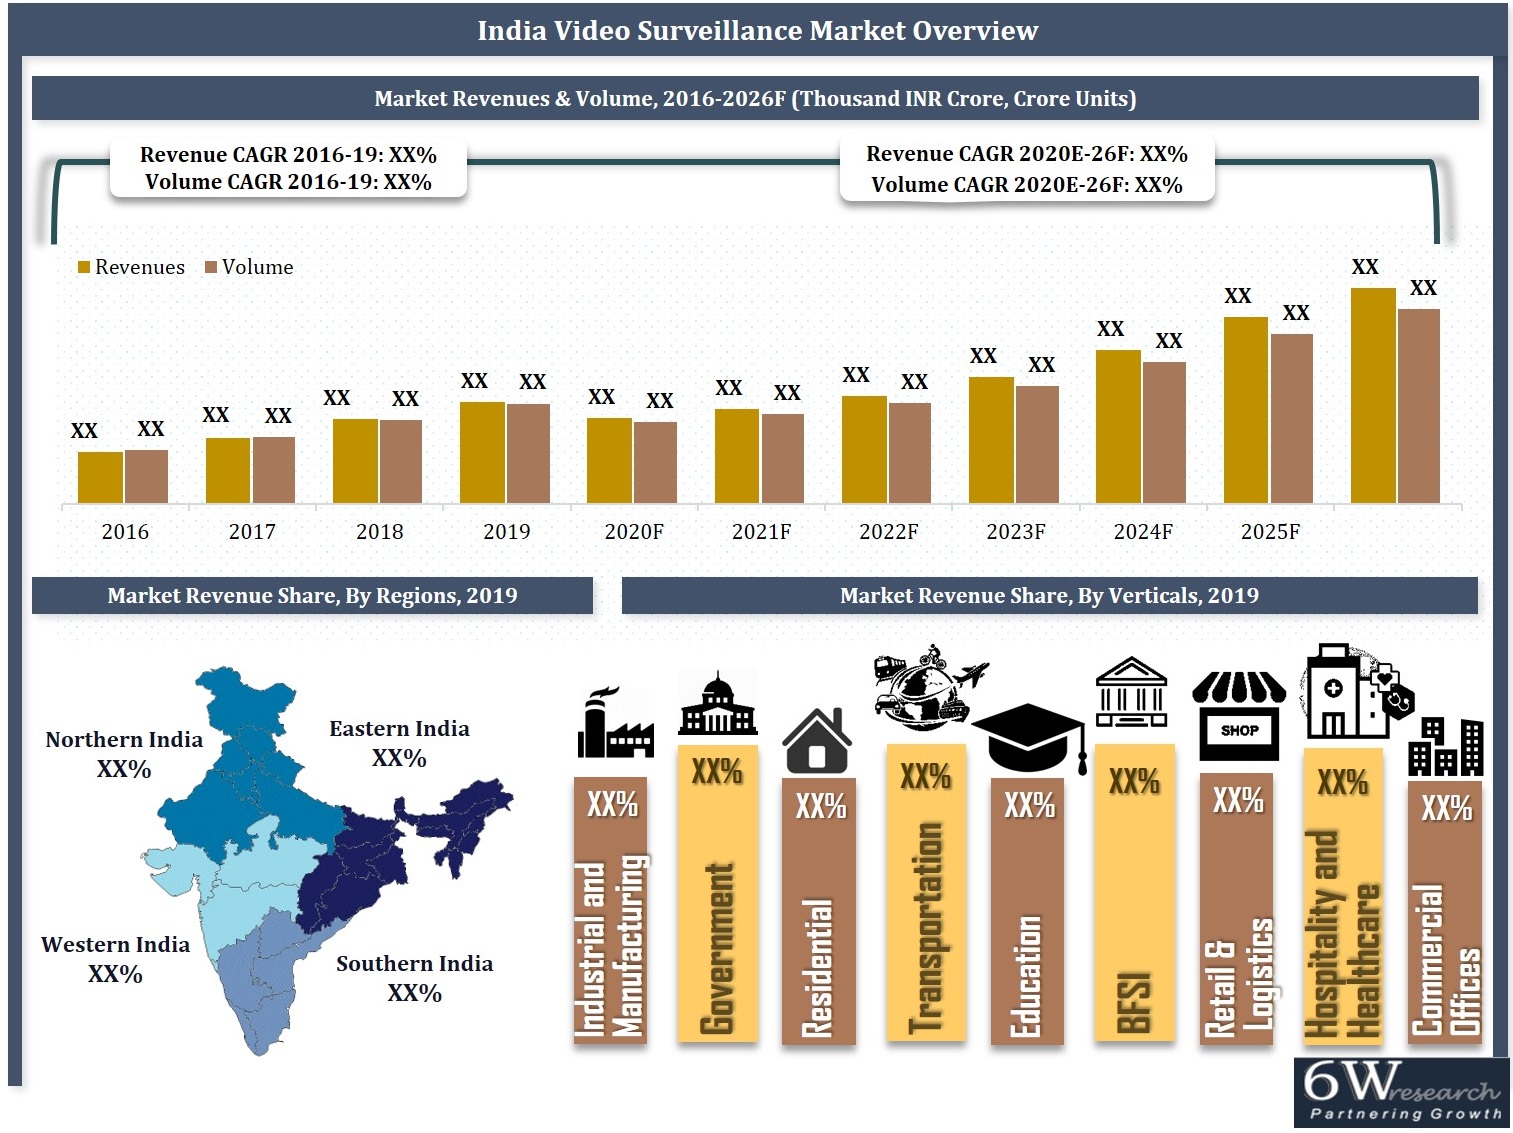 India Video Surveillance Market Overview
Market Revenues & Volume, 2016-2026F (Thousand INR Crore, Crore Units)
Revenue CAGR 2016-19: XX%
Volume CAGR 2016-19: XX%
Revenue CAGR 2020E-26F: XX%
Volume CAGR 2020E-26F: XX%
Revenues Volume
XX XX XX XX XX XX XX XX XX XX XX XX XX XX XX XX XX XX XX XX XX XX
2016 2017 2018 2019 2020F 2021F 2022F 2023F 2024F 2025F
Market Revenue Share, By Regions, 2019
Northern India
XX%
Eastern India
XX%
Western India
XX%
Southern India
XX%
Market Revenue Share, By Verticals, 2019
SHOP
XX%
Industrial and
Manufacturing
XX%
Government
XX%
Residential
XX%
Transportation
XX%
Education
XX%
BFSI
XX%
Retail &
Logistics
XX%
Hospitality and
Healthcare
XX%
Commercial
Offices
6Wresearch
Partnering Growth